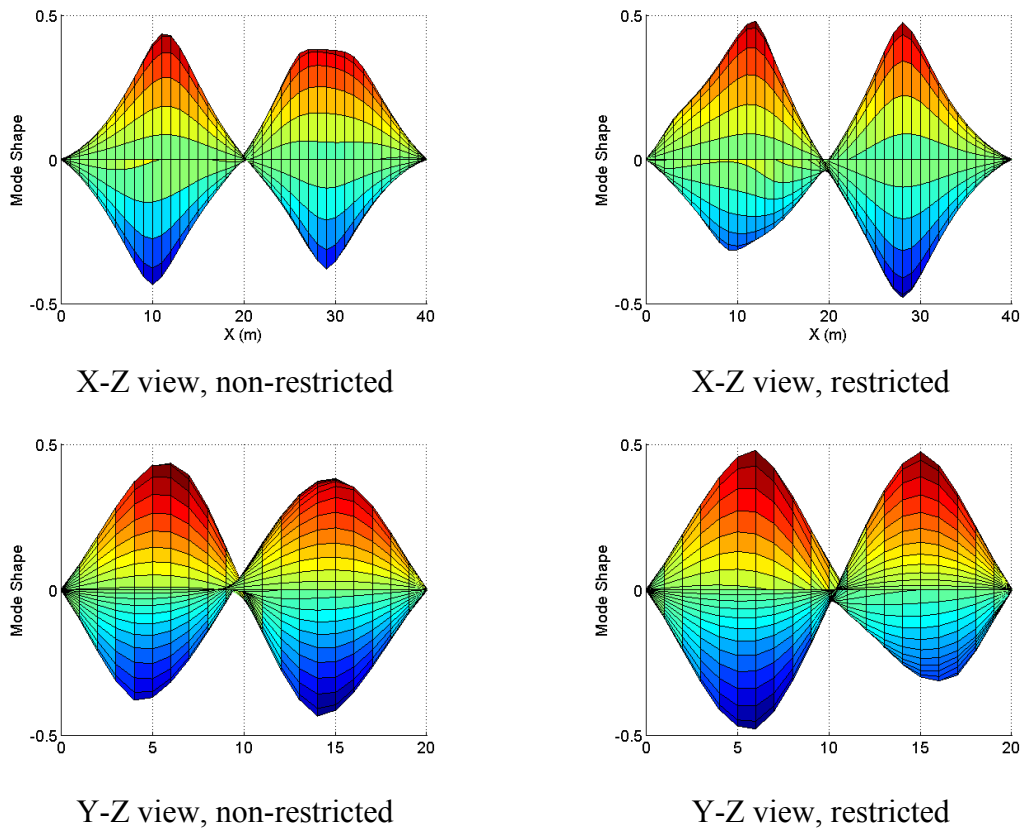 0.5
0.5
Mode Shape
Mode Shape
0
0
-0.5
-0.5
0 10 20 30 40
0 10 20 30 40
X (m)
X (m)
X-Z view, non-restricted
X-Z view, restricted
0.5
0.5
Mode Shape
Mode Shape
0
0
-0.5
-0.5
0 5 10 15 20
0 5 10 15 20
Y-Z view, non-restricted
Y-Z view, restricted